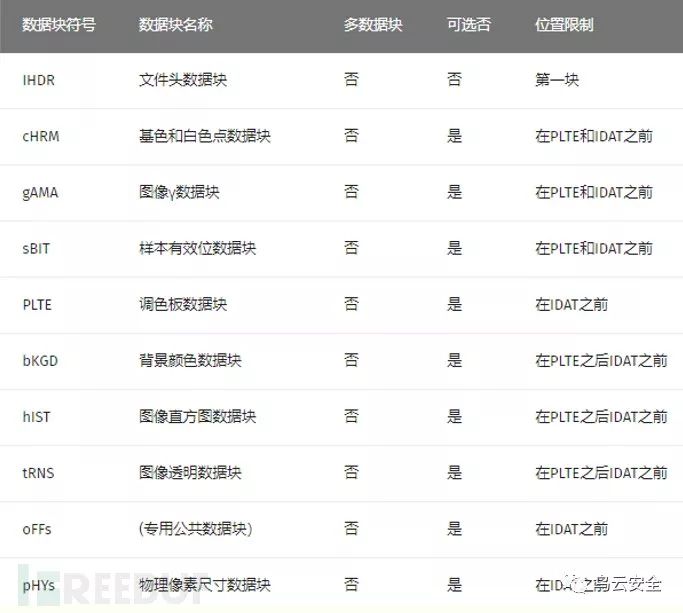 数据块符号 数据块名称 多数据块 可选否 位置限制
IHDR 文件头数据块 否 否 第一块
cHRM 基色和白色点数据块 否 是 在PLTE和IDAT之前
gAMA 图像γ数据块 否 是 在PLTE和IDAT之前
sBIT 样本有效位数据块 否 是 在PLTE和IDAT之前
PLTE 调色板数据块 否 是 在IDAT之前
bKGD 背景颜色数据块 否 是 在PLTE之后IDAT之前
hIST 图像直方图数据块 否 是 在PLTE之后IDAT之前
tRNS 图像透明数据块 否 是 在PLTE之后IDAT之前
oFFs (专用公共数据块) 否 是 在IDAT之前
pHYs 物理像素尺寸数据块 否 是 在IDAT之前
REEBUF
乌云安全